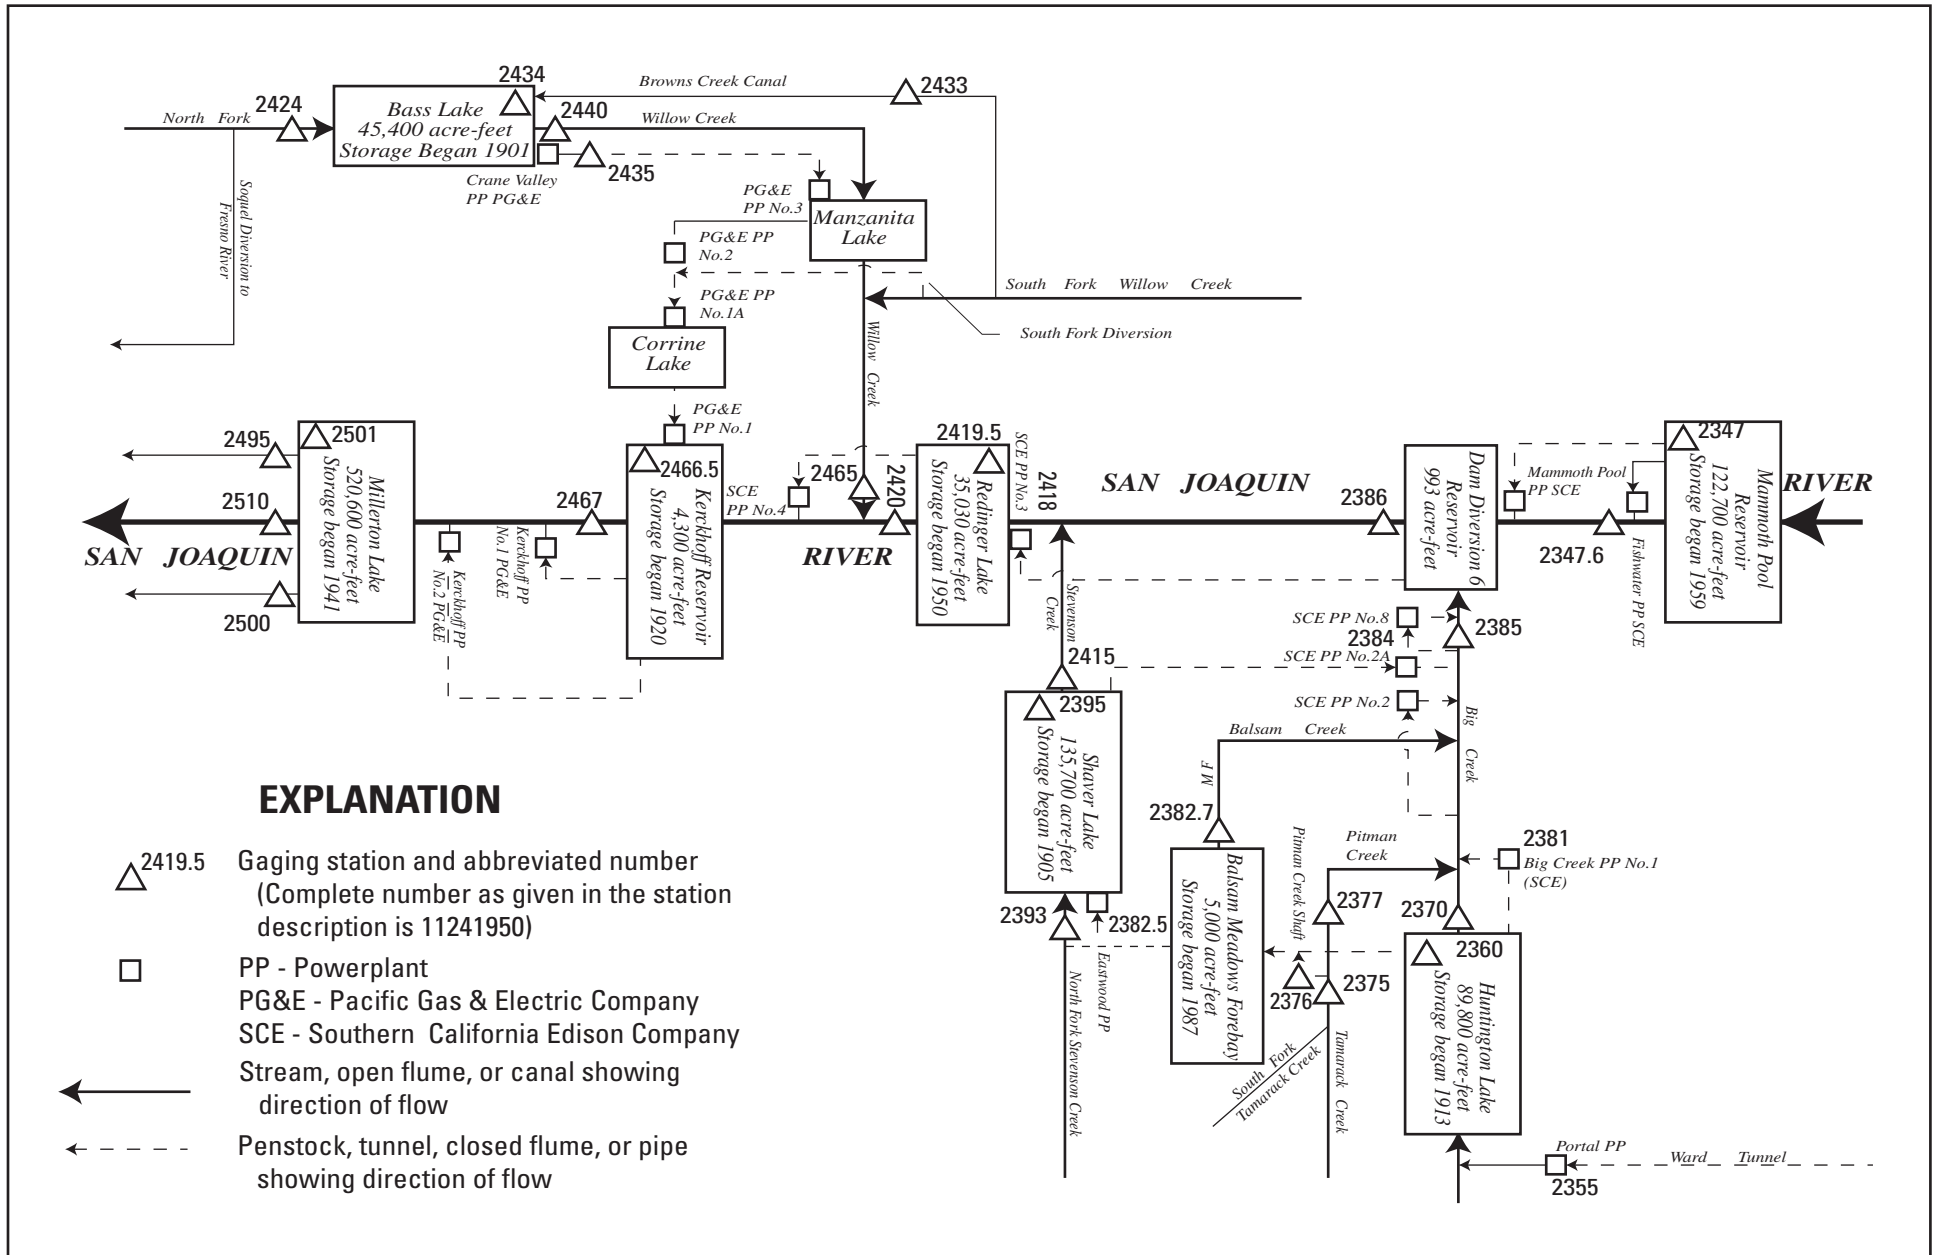 2434
Browns Creek Canal
2433
2424
North Fork
Bass Lake
45,400 acre-feet
Storage Began 1901
2440
Willow Creek
2435
Crane Valley
PP PG&E
Soquel Diversion to
Fresno River
PG&E
PP No.3
Manzanita
Lake
PG&E PP
No.2
PG&E PP
No.1A
South Fork Willow Creek
South Fork Diversion
Willow Creek
Corrine
Lake
PG&E
PP No.1
2495
2501
Millerton Lake
520,600 acre-feet
Storage began 1941
2510
SAN JOAQUIN
2500
Kerckhoff PP
No.2 PG&E
Kerckhoff PP
No.1 PG&E
2467
2466.5
Kerckhoff Reservoir
4,300 acre-feet
Storage began 1920
SCE
PP No.4
2465
2420
RIVER
2419.5
Redinger Lake
35,030 acre-feet
Storage began 1950
SCE PP No.3
2418
SAN JOAQUIN
2386
Dam Diversion 6
Reservoir
993 acre-feet
Mammoth Pool
PP SCE
2347.6
Fishwater PP SCE
2347
Mammoth Pool
Reservoir
122,700 acre-feet
Storage began 1959
RIVER
Stevenson
Creek
SCE PP No.8
2384
2385
SCE PP No.2A
SCE PP No.2
2415
2395
Shaver Lake
135,700 acre-feet
Storage began 1905
Balsam Creek
MF
Big Creek
2382.7
Pitman
Creek
Pitman Creek Shaft
2381
Big Creek PP No.1
(SCE)
2393
2382.5
Eastwood PP
North Fork Stevenson Creek
Balsam Meadows Forebay
5,000 acre-feet
Storage began 1987
2377
2370
2376
2375
2360
Huntington Lake
89,800 acre-feet
Storage began 1913
South Fork
Tamarack Creek
Tamarack Creek
Portal PP
Ward Tunnel
2355
EXPLANATION
2419.5
Gaging station and abbreviated number
(Complete number as given in the station
description is 11241950)
PP - Powerplant
PG&E - Pacific Gas & Electric Company
SCE - Southern California Edison Company
Stream, open flume, or canal showing
direction of flow
Penstock, tunnel, closed flume, or pipe
showing direction of flow